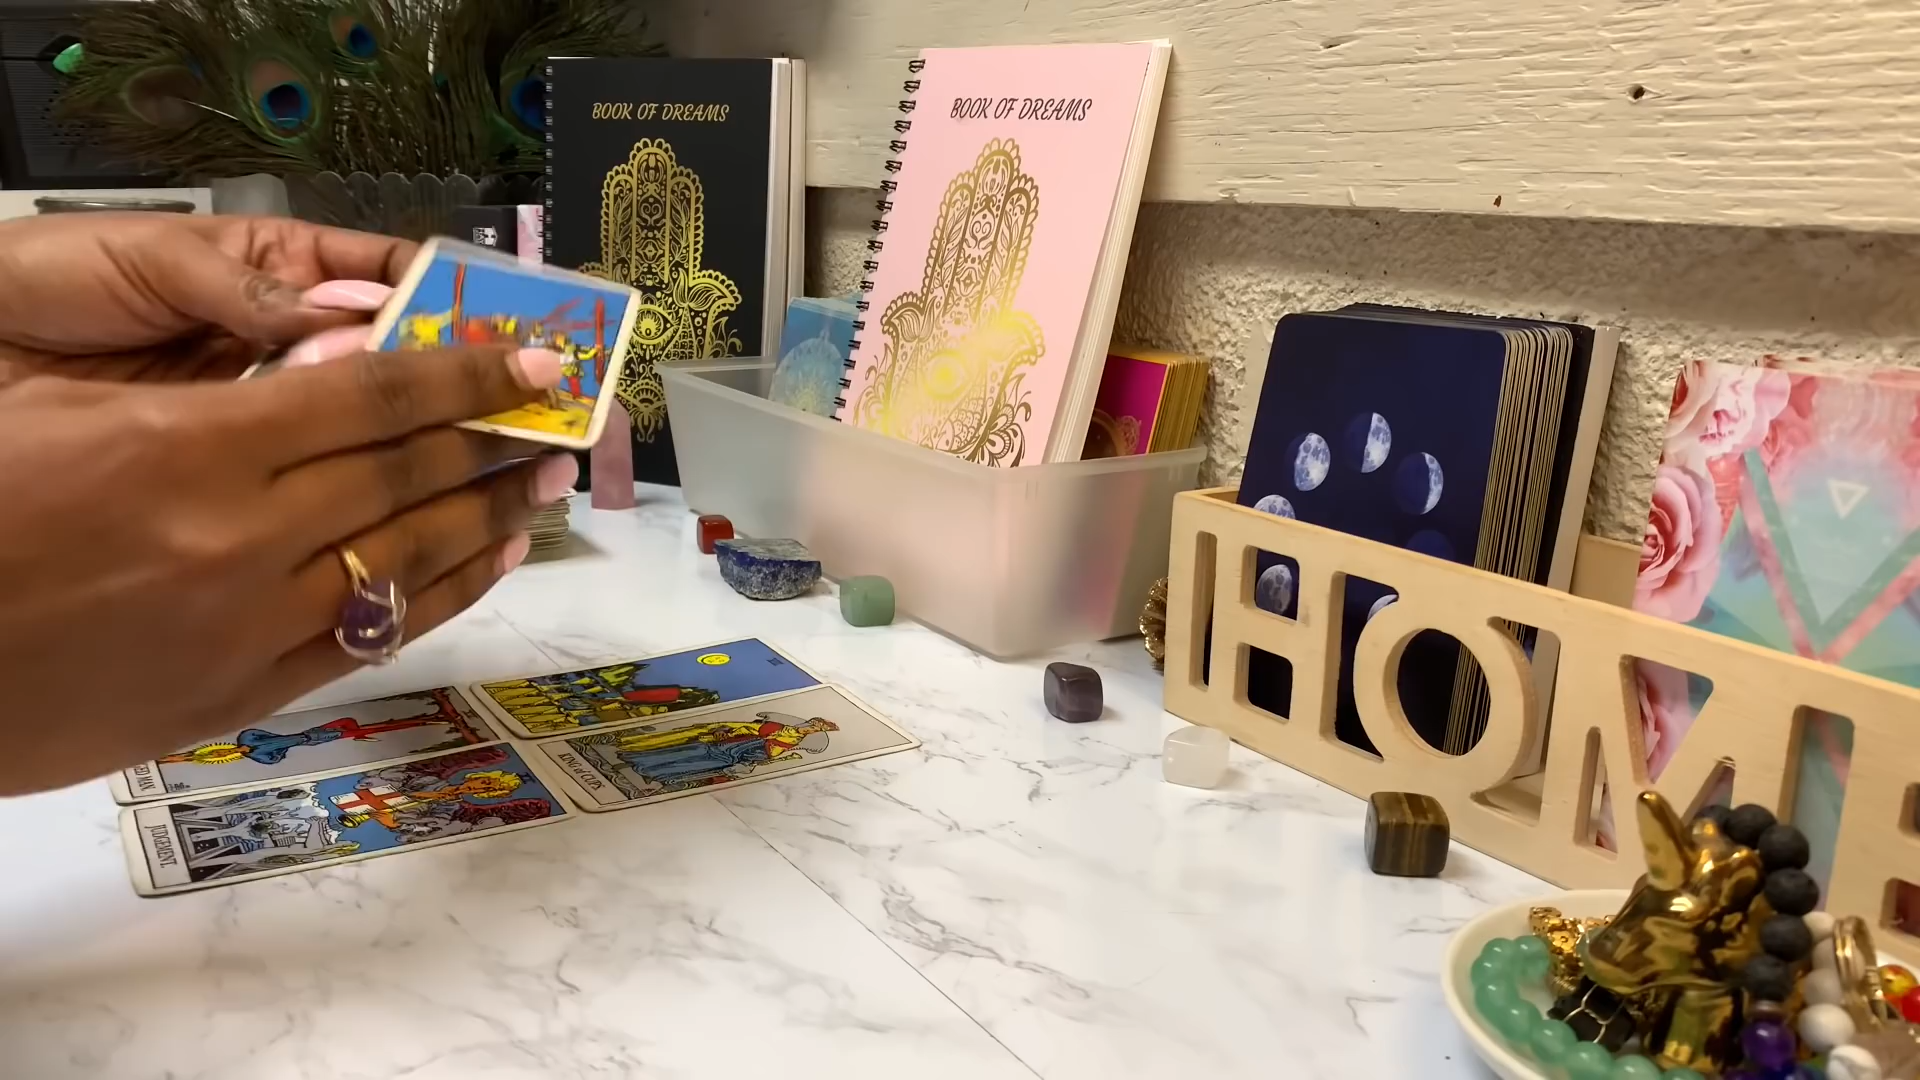 BOOK OF DREAMS
BOOK OF DREAMS
HOME
KING of CUPS.
JUDGEMENT.